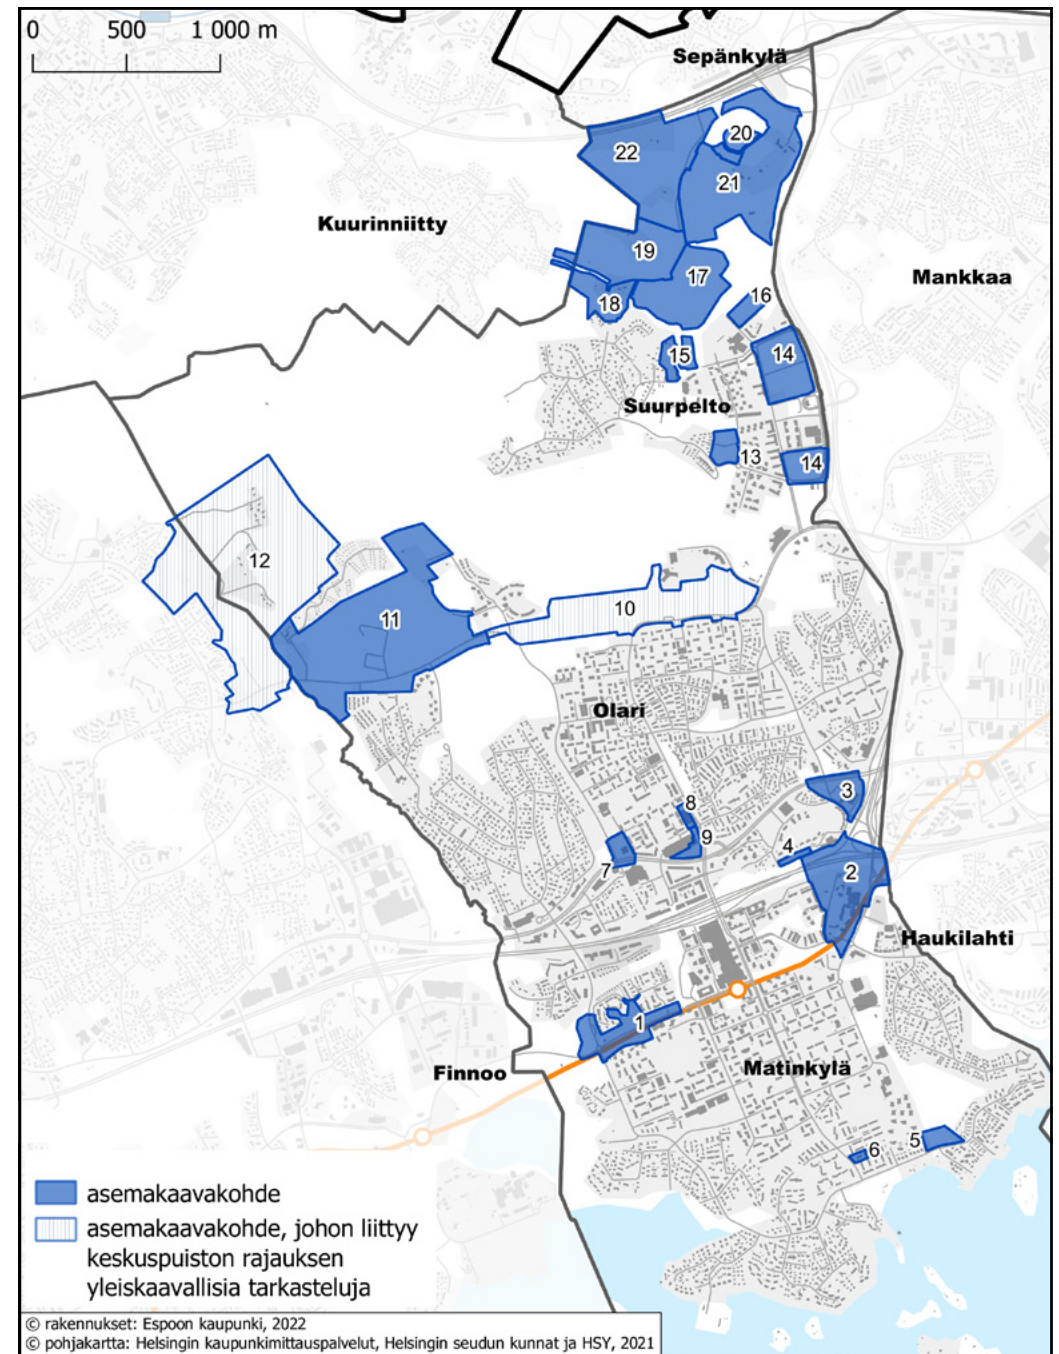 0 500 1 000 m
Sepänkylä
20
22
21
Kuurinniitty
19
17
Mankkaa
16
18
14
15
Suurpelto
13
14
12
10
11
Olari
3
8
9
4
7
2
Haukilahti
1
Matinkylä
Finnoo
5
6
asemakaavakohde
asemakaavakohde, johon liittyy
keskuspuiston rajauksen
yleiskaavallisia tarkasteluja
© rakennukset: Espoon kaupunki, 2022
© pohjakartta: Helsingin kaupunkimittauspalvelut, Helsingin seudun kunnat ja HSY, 2021